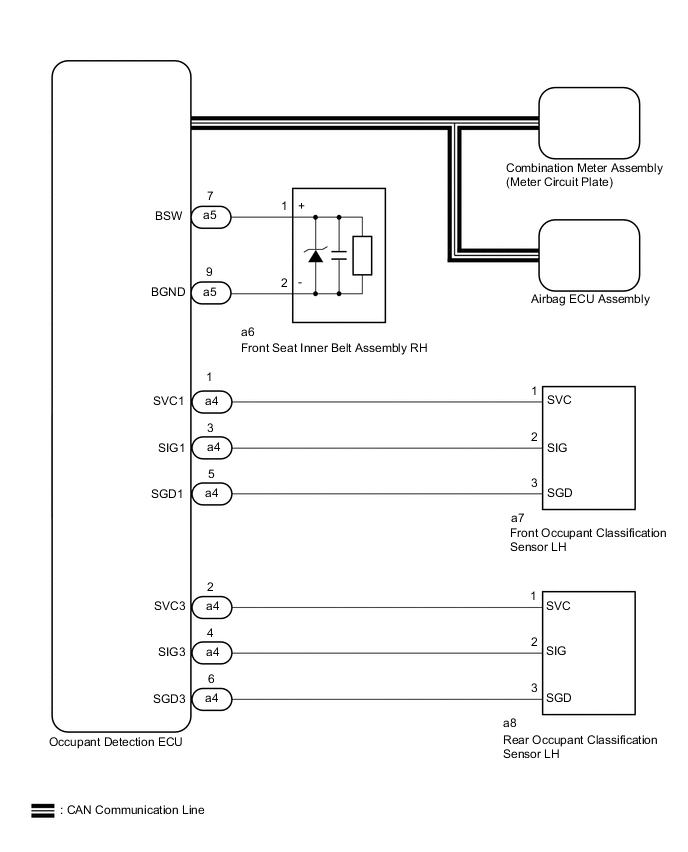 Combination Meter Assembly
(Meter Circuit Plate)
7
BSW
a5
1
+
9
BGND
a5
2
-
Airbag ECU Assembly
a6
Front Seat Inner Belt Assembly RH
1
SVC1
a4
1
SVC
3
SIG1
a4
2
SIG
5
SGD1
a4
3
SGD
a7
Front Occupant Classification
Sensor LH
2
SVC3
a4
1
SVC
4
SIG3
a4
2
SIG
6
SGD3
a4
3
SGD
a8
Rear Occupant Classification
Sensor LH
Occupant Detection ECU
: CAN Communication Line